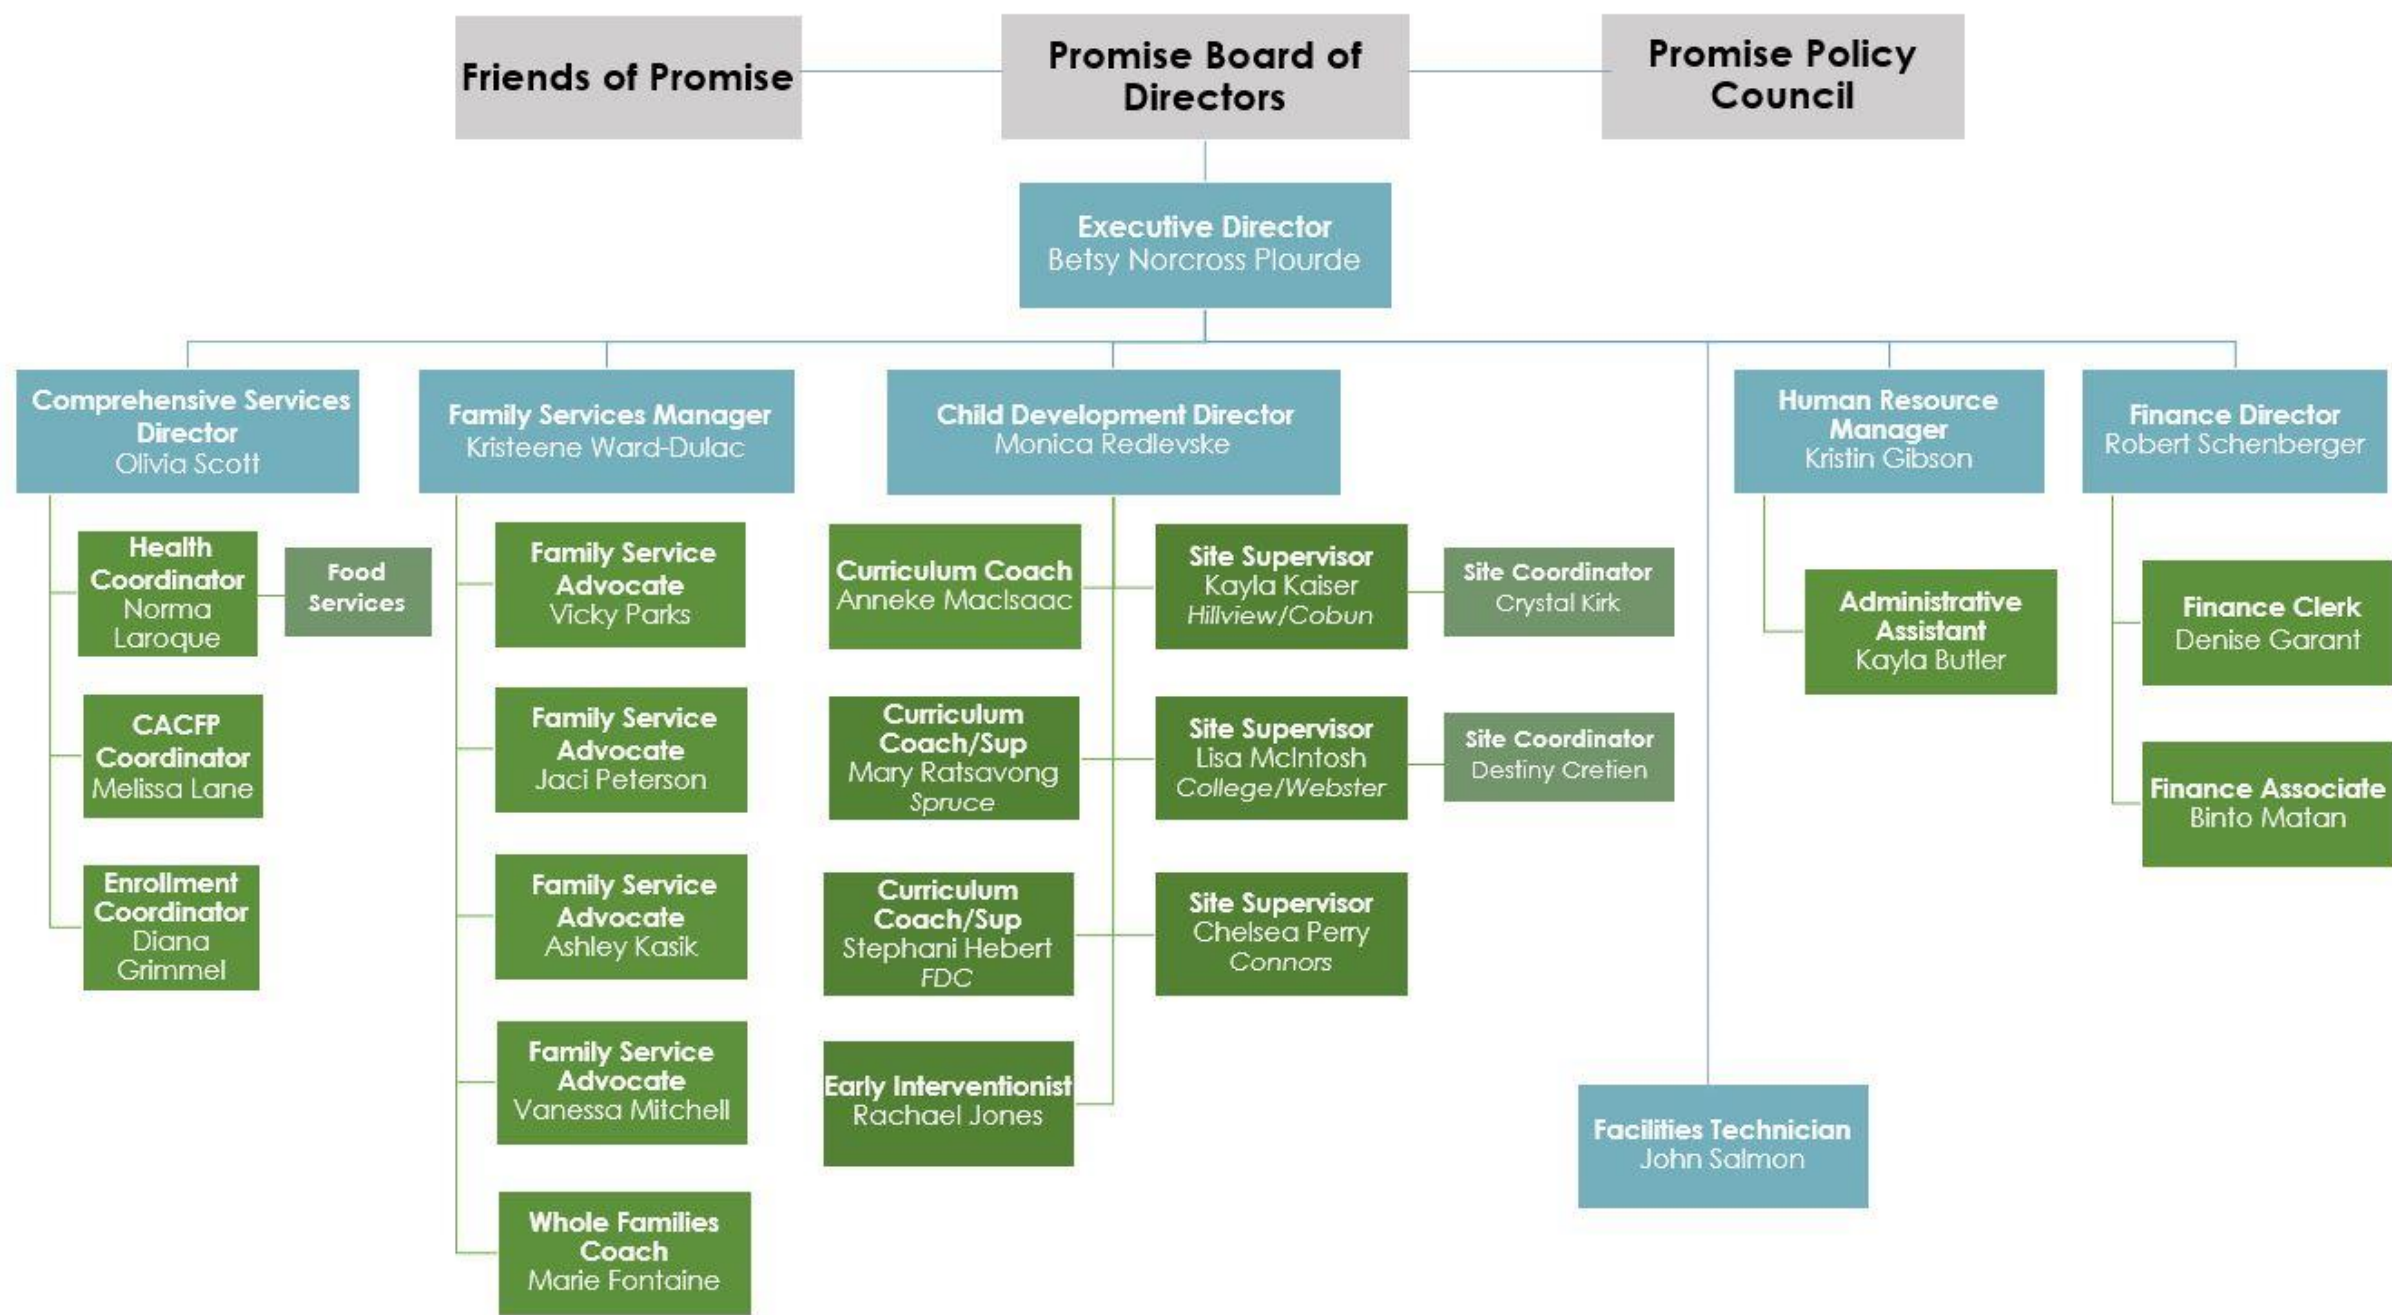 Friends of Promise
Promise Board of
Directors
Promise Policy
Council
Executive Director
Betsy Norcross Plourde
Comprehensive Services
Director
Olivia Scott
Family Services Manager
Kristeene Ward-Dulac
Child Development Director
Monica Redlevske
Human Resource
Manager
Kristin Gibson
Finance Director
Robert Schenberger
Health
Coordinator
Norma
Laroque
Food
Services
CACFP
Coordinator
Melissa Lane
Enrollment
Coordinator
Diana
Grimmel
Family Service
Advocate
Vicky Parks
Family Service
Advocate
Jaci Peterson
Family Service
Advocate
Ashley Kasik
Family Service
Advocate
Vanessa Mitchell
Whole Families
Coach
Marie Fontaine
Curriculum Coach
Anneke MacIsaac
Curriculum
Coach/Sup
Mary Ratsavong
Spruce
Curriculum
Coach/Sup
Stephani Hebert
FDC
Early Interventionist
Rachael Jones
Site Supervisor
Kayla Kaiser
Hillview/Cobun
Site Coordinator
Crystal Kirk
Site Supervisor
Lisa McIntosh
College/Webster
Site Coordinator
Destiny Cretien
Site Supervisor
Chelsea Perry
Connors
Facilities Technician
John Salmon
Administrative
Assistant
Kayla Butler
Finance Clerk
Denise Garant
Finance Associate
Binto Matan